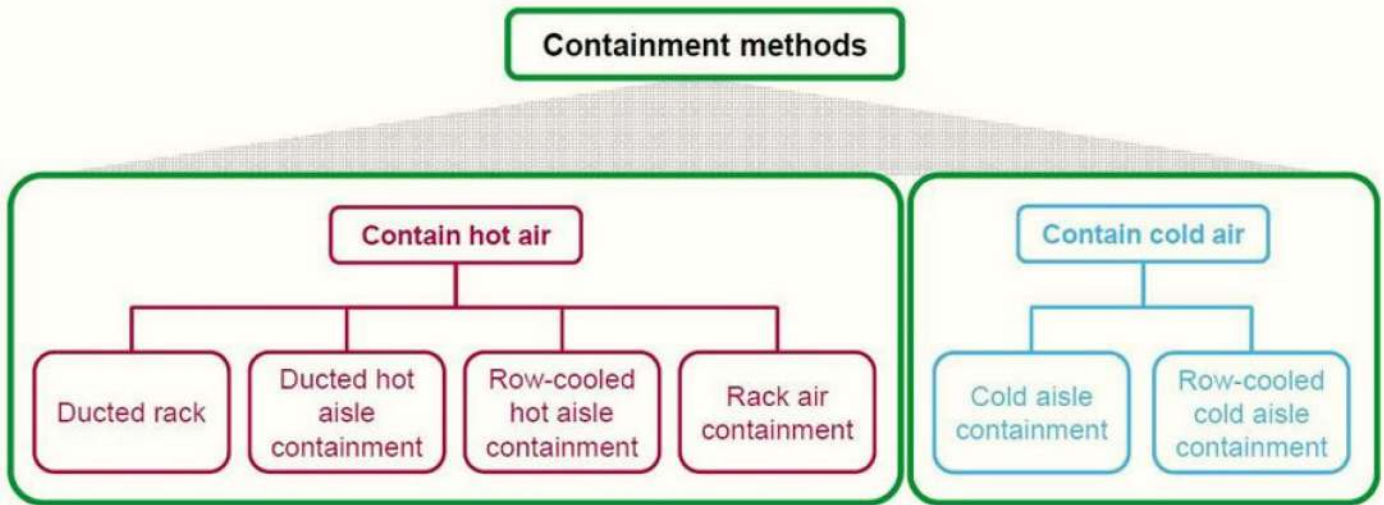 Containment methods
Contain hot air
Ducted rack
Ducted hot
aisle
containment
Row-cooled
hot aisle
containment
Rack air
containment
Contain cold air
Cold aisle
containment
Row-cooled
cold aisle
containment